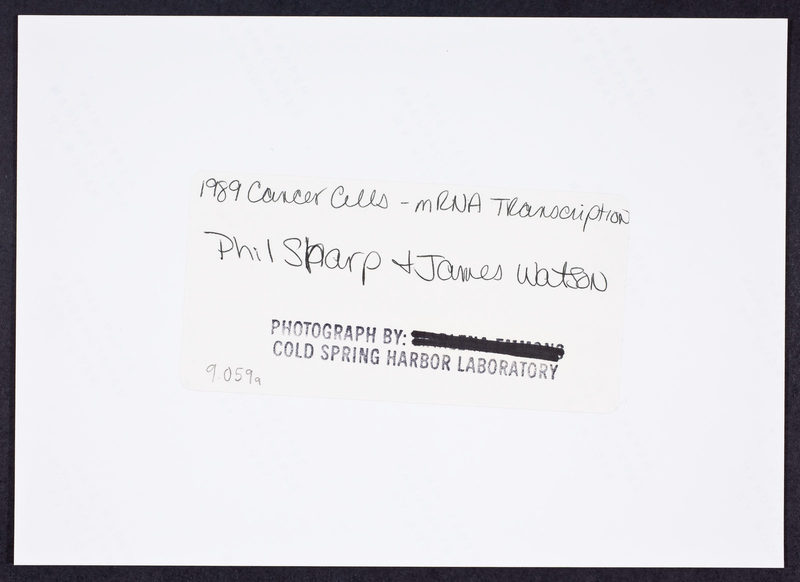 1989 Cancer Cells - mRNA Transcription
Phil Sharp + James Watson
PHOTOGRAPH BY:
COLD SPRING HARBOR LABORATORY
9.059a